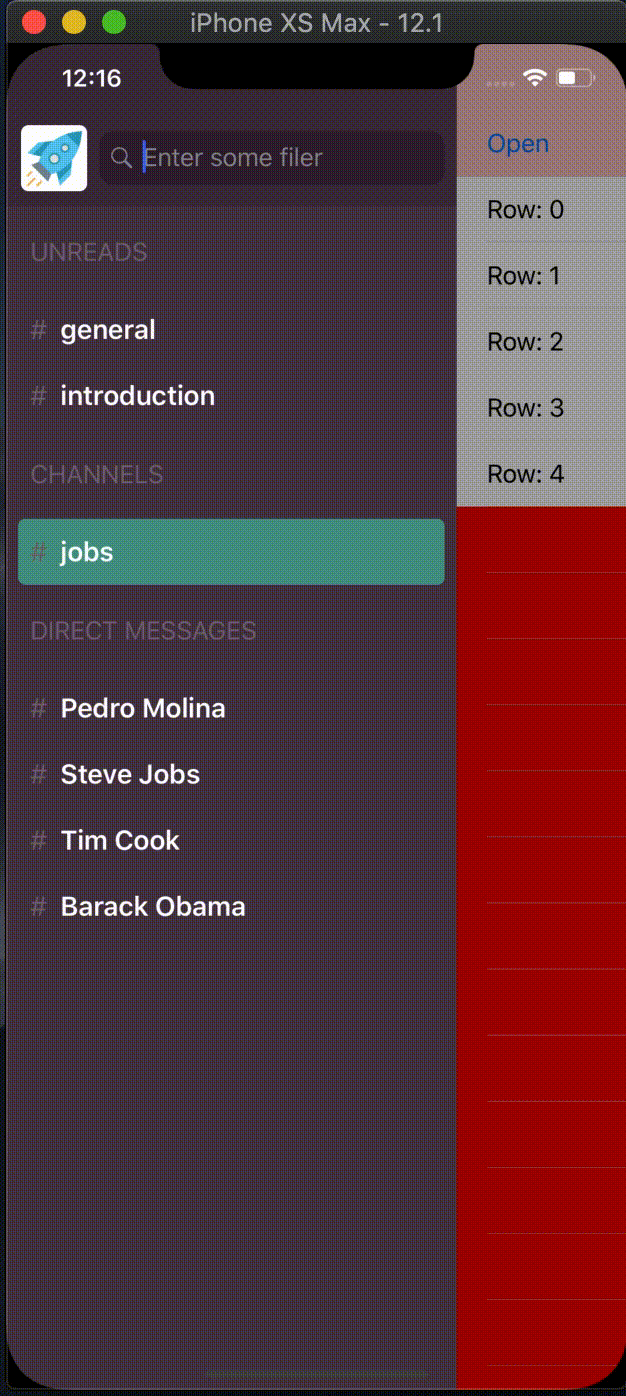 iPhone XS Max - 12.1
12:16
Enter some filer
UNREADS
# general
# introduction
CHANNELS
# jobs
DIRECT MESSAGES
# Pedro Molina
# Steve Jobs
# Tim Cook
# Barack Obama
Open
Row: 0
Row: 1
Row: 2
Row: 3
Row: 4